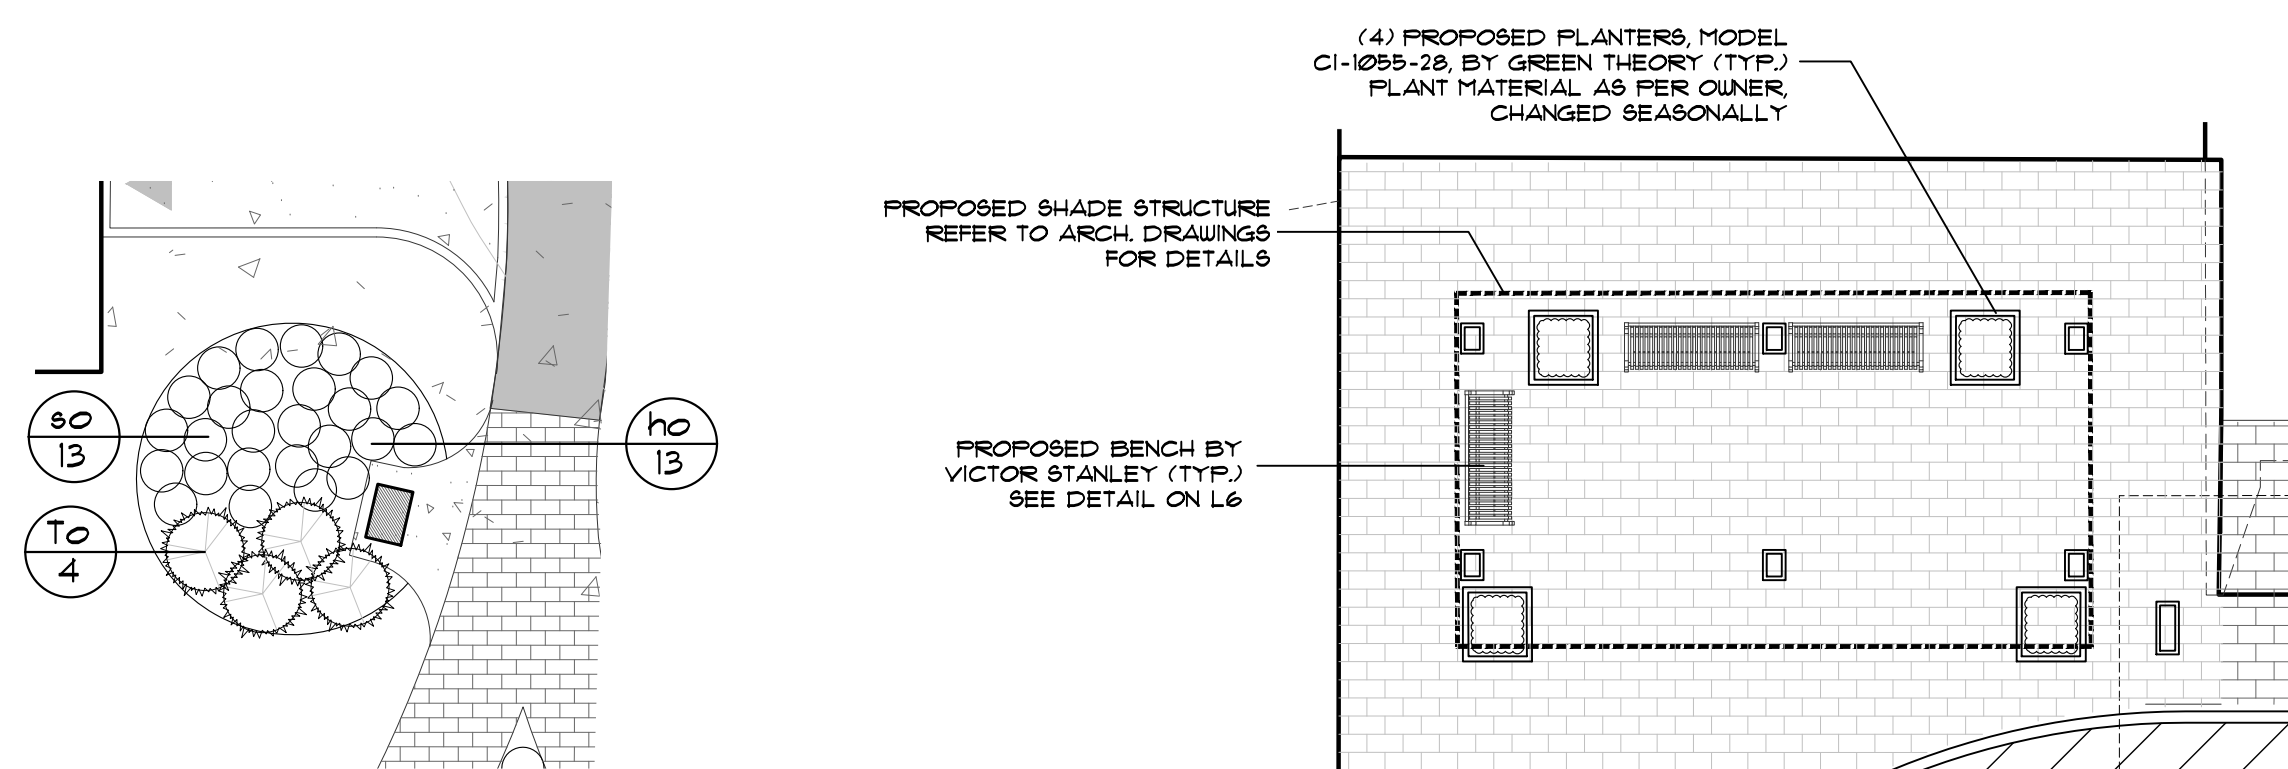 (4) PROPOSED PLANTERS, MODEL
CI-1055-28, BY GREEN THEORY (TYP.)
PLANT MATERIAL AS PER OWNER,
CHANGED SEASONALLY
PROPOSED SHADE STRUCTURE
REFER TO ARCH. DRAWINGS
FOR DETAILS
so
13
ho
13
PROPOSED BENCH BY
VICTOR STANLEY (TYP.)
SEE DETAIL ON L6
TO
4